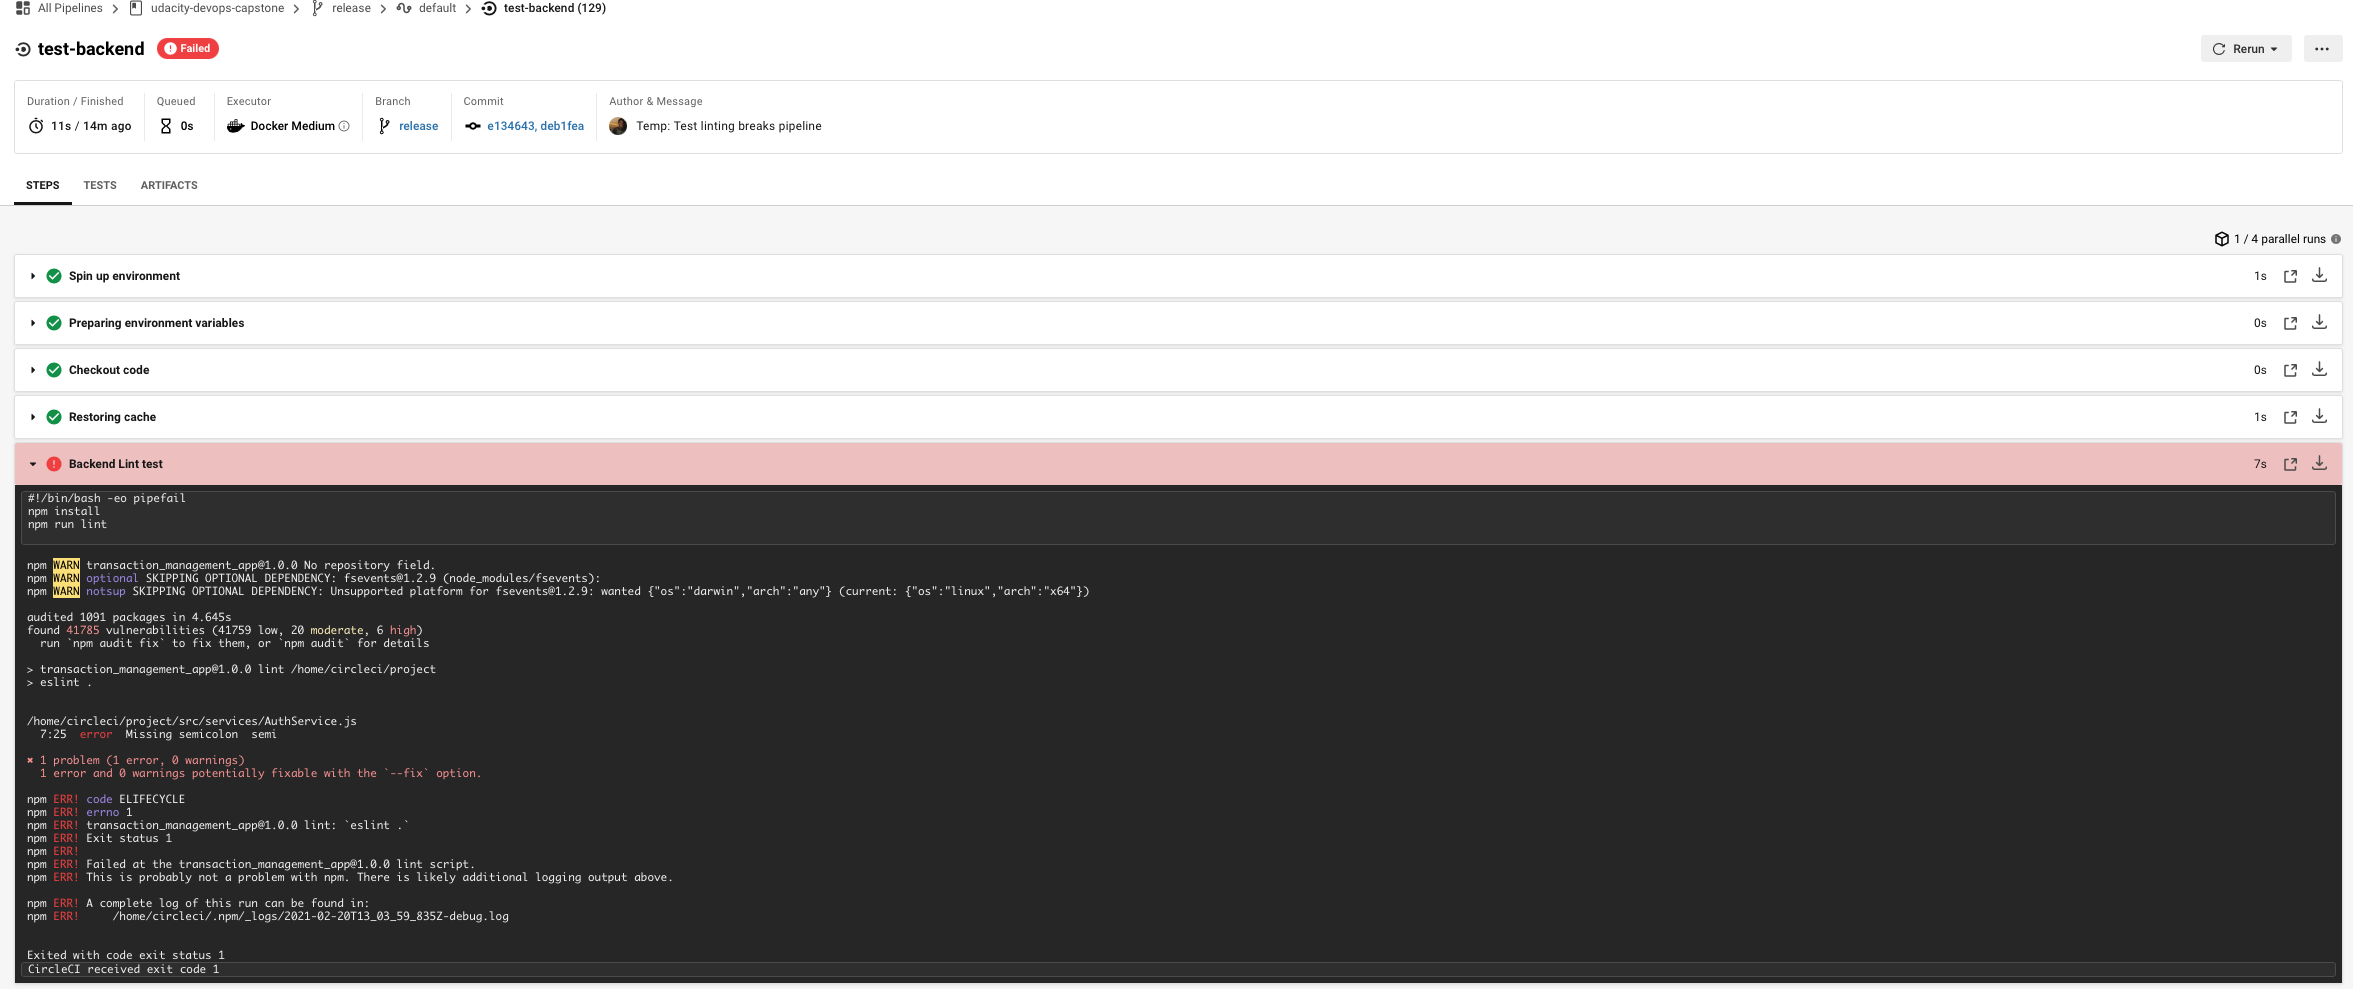 All Pipelines udacity-devops-capstone release default test-backend (129)
test-backend Failed Rerun
Duration / Finished Queued Executor Branch Commit Author & Message
11s / 14m ago 0s Docker Medium release e134643, deb1fea Temp: Test linting breaks pipeline
STEPS TESTS ARTIFACTS
1 / 4 parallel runs
Spin up environment 1s
Preparing environment variables 0s
Checkout code 0s
Restoring cache 1s
Backend Lint test 7s
#!/bin/bash -eo pipefail
npm install
npm run lint
npm WARN transaction_management_app@1.0.0 No repository field.
npm WARN optional SKIPPING OPTIONAL DEPENDENCY: fsevents@1.2.9 (node_modules/fsevents):
npm WARN notsup SKIPPING OPTIONAL DEPENDENCY: Unsupported platform for fsevents@1.2.9: wanted {"os":"darwin","arch":"any"} (current: {"os":"linux","arch":"x64"})
audited 1091 packages in 4.645s
found 41785 vulnerabilities (41759 low, 20 moderate, 6 high)
run `npm audit fix` to fix them, or `npm audit` for details
> transaction_management_app@1.0.0 lint /home/circleci/project
> eslint .
/home/circleci/project/src/services/AuthService.js
7:25 error Missing semicolon semi
✖ 1 problem (1 error, 0 warnings)
1 error and 0 warnings potentially fixable with the `--fix` option.
npm ERR! code ELIFECYCLE
npm ERR! errno 1
npm ERR! transaction_management_app@1.0.0 lint: `eslint .`
npm ERR! Exit status 1
npm ERR!
npm ERR! Failed at the transaction_management_app@1.0.0 lint script.
npm ERR! This is probably not a problem with npm. There is likely additional logging output above.
npm ERR! A complete log of this run can be found in:
npm ERR! /home/circleci/.npm/_logs/2021-02-20T13_03_59_835Z-debug.log
Exited with code exit status 1
CircleCI received exit code 1